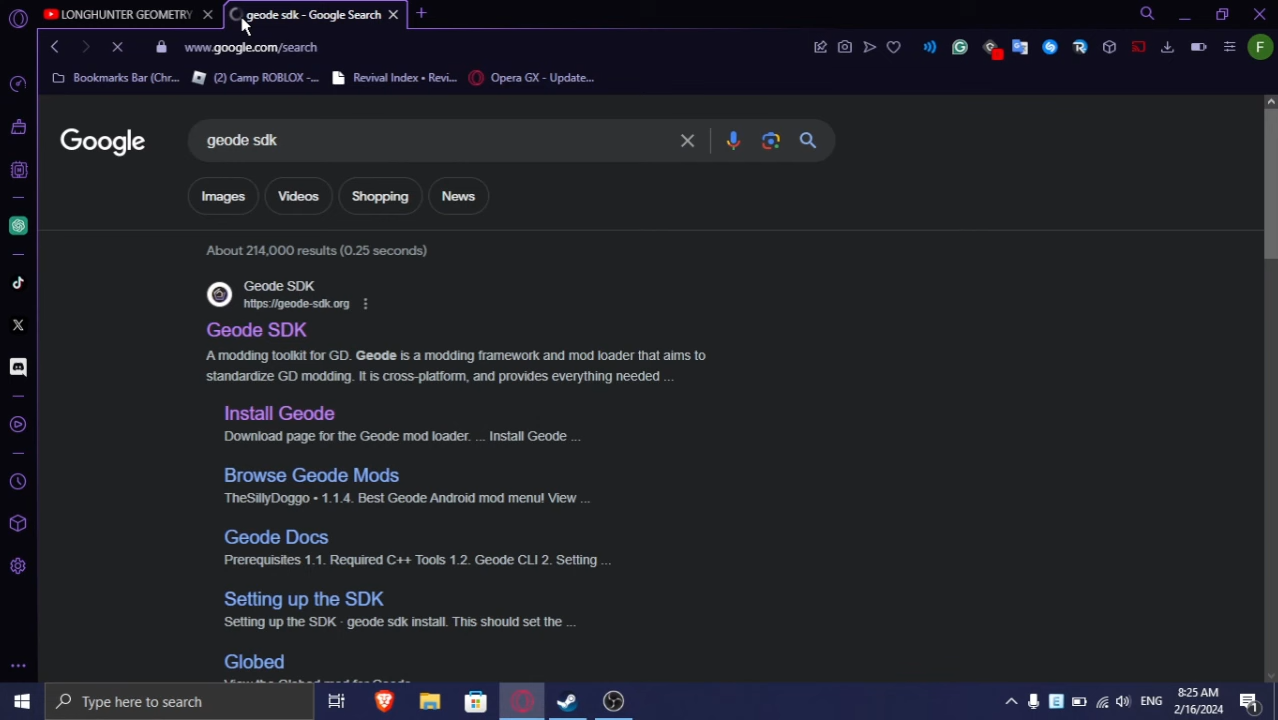 LONGHUNTER GEOMETRY
geode sdk - Google Search
www.google.com/search
F
Bookmarks Bar (Chr...
(2) Camp ROBLOX -...
Revival Index • Revi...
Opera GX - Update...
Google
geode sdk
Images
Videos
Shopping
News
About 214,000 results (0.25 seconds)
Geode SDK
https://geode-sdk.org
Geode SDK
A modding toolkit for GD. Geode is a modding framework and mod loader that aims to
standardize GD modding. It is cross-platform, and provides everything needed ...
Install Geode
Download page for the Geode mod loader. ... Install Geode ...
Browse Geode Mods
TheSillyDoggo • 1.1.4. Best Geode Android mod menu! View ...
Geode Docs
Prerequisites 1.1. Required C++ Tools 1.2. Geode CLI 2. Setting ...
Setting up the SDK
Setting up the SDK · geode sdk install. This should set the ...
Globed
View the Globed mod for Geode
Type here to search
ENG
8:25 AM
2/16/2024
1